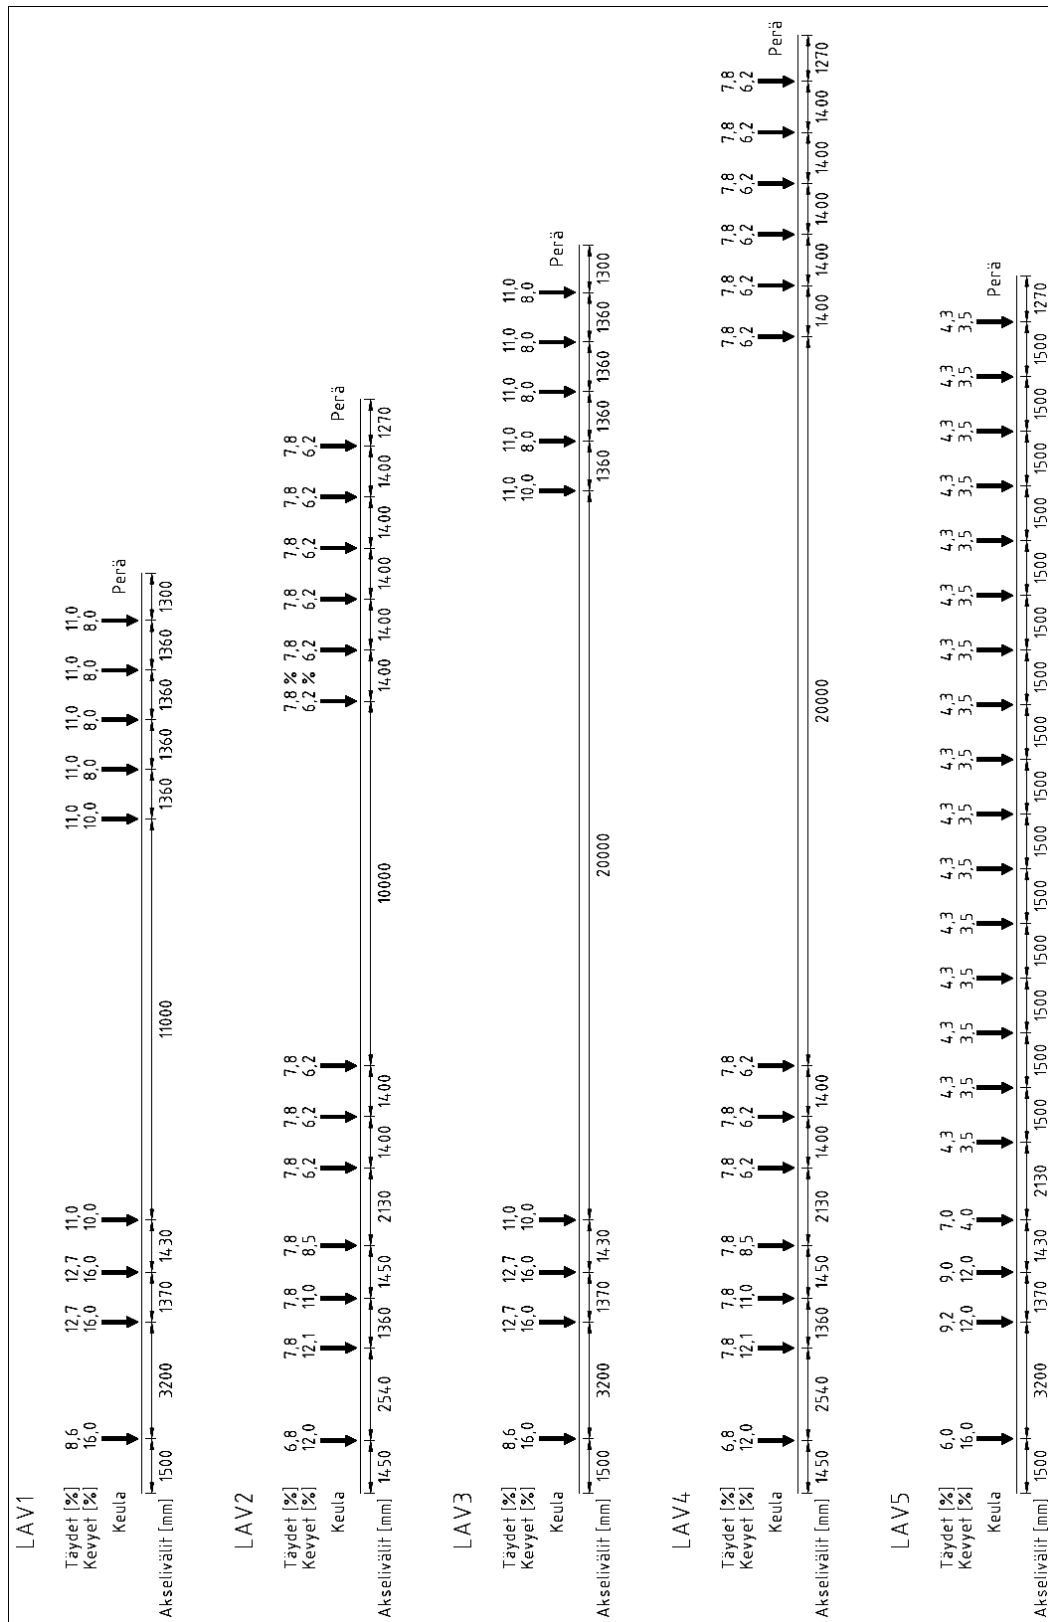 LAV1
Täydet [%] 8,6 12,7 12,7 11,0 11,0 11,0 11,0 11,0 11,0
Kevyet [%] 16,0 16,0 16,0 10,0 10,0 8,0 8,0 8,0 8,0
Keula Perä
Akselivälit [mm] 1500 3200 1370 1430 11000 1360 1360 1360 1360 1300
LAV2
Täydet [%] 6,8 7,8 7,8 7,8 7,8 7,8 7,8 7,8 % 7,8 7,8 7,8 7,8 7,8
Kevyet [%] 12,0 12,1 11,0 8,5 6,2 6,2 6,2 6,2 % 6,2 6,2 6,2 6,2 6,2
Keula Perä
Akselivälit [mm] 1450 2540 1360 1450 2130 1400 1400 10000 1400 1400 1400 1400 1400 1270
LAV3
Täydet [%] 8,6 12,7 12,7 11,0 11,0 11,0 11,0 11,0 11,0
Kevyet [%] 16,0 16,0 16,0 10,0 10,0 8,0 8,0 8,0 8,0
Keula Perä
Akselivälit [mm] 1500 3200 1370 1430 20000 1360 1360 1360 1360 1300
LAV4
Täydet [%] 6,8 7,8 7,8 7,8 7,8 7,8 7,8 7,8 7,8 7,8 7,8 7,8 7,8
Kevyet [%] 12,0 12,1 11,0 8,5 6,2 6,2 6,2 6,2 6,2 6,2 6,2 6,2 6,2
Keula Perä
Akselivälit [mm] 1450 2540 1360 1450 2130 1400 1400 20000 1400 1400 1400 1400 1400 1270
LAV5
Täydet [%] 6,0 9,2 9,0 7,0 4,3 4,3 4,3 4,3 4,3 4,3 4,3 4,3 4,3 4,3 4,3 4,3 4,3 4,3 4,3 4,3
Kevyet [%] 16,0 12,0 12,0 4,0 3,5 3,5 3,5 3,5 3,5 3,5 3,5 3,5 3,5 3,5 3,5 3,5 3,5 3,5 3,5 3,5
Keula Perä
Akselivälit [mm] 1500 3200 1370 1430 2130 1500 1500 1500 1500 1500 1500 1500 1500 1500 1500 1500 1500 1500 1500 1500 1270